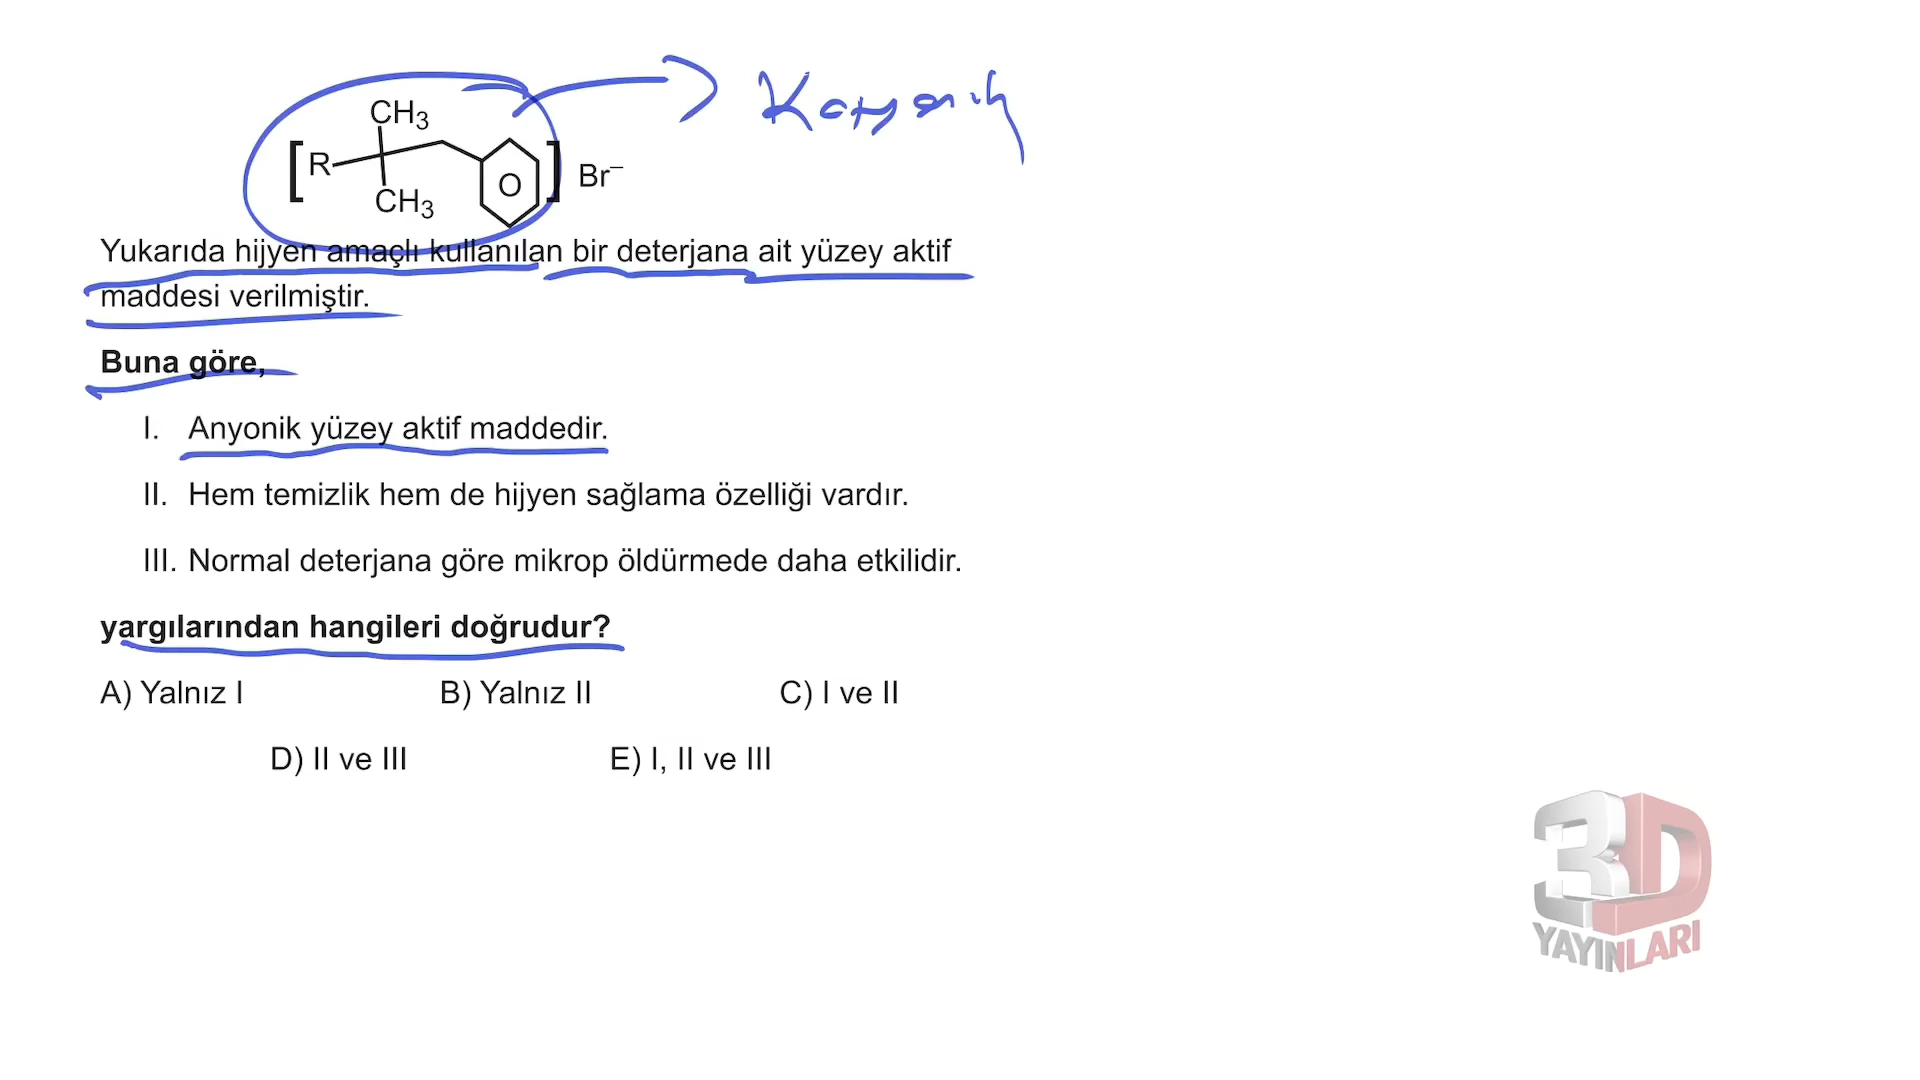 Katyonik
CH3
[ R ] Br–
CH3
O
Yukarıda hijyen amaçlı kullanılan bir deterjana ait yüzey aktif
maddesi verilmiştir.
Buna göre,
I. Anyonik yüzey aktif maddedir.
II. Hem temizlik hem de hijyen sağlama özelliği vardır.
III. Normal deterjana göre mikrop öldürmede daha etkilidir.
yargılarından hangileri doğrudur?
A) Yalnız I B) Yalnız II C) I ve II
D) II ve III E) I, II ve III
3D
YAYINLARI